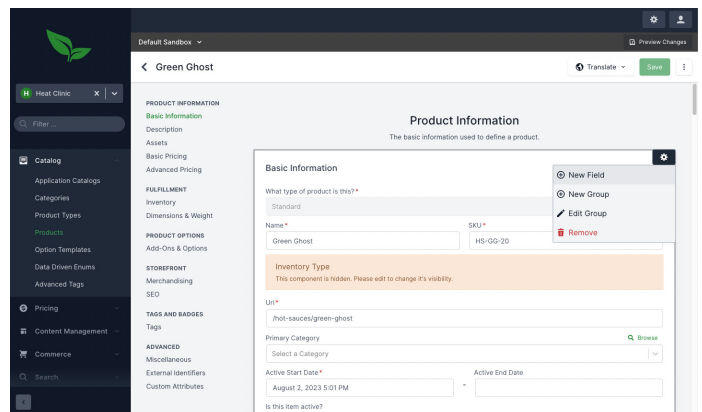 Default Sandbox
Preview Changes
Green Ghost
Translate
Save
H Heat Clinic X
Filter ...
Catalog
Application Catalogs
Categories
Product Types
Products
Option Templates
Data Driven Enums
Advanced Tags
Pricing
Content Management
Commerce
Search
PRODUCT INFORMATION
Basic Information
Description
Assets
Basic Pricing
Advanced Pricing
FULFILLMENT
Inventory
Dimensions & Weight
PRODUCT OPTIONS
Add-Ons & Options
STOREFRONT
Merchandising
SEO
TAGS AND BADGES
Tags
ADVANCED
Miscellaneous
External Identifiers
Custom Attributes
Product Information
The basic information used to define a product.
Basic Information
New Field
New Group
Edit Group
Remove
What type of product is this? *
Standard
Name * SKU *
Green Ghost HS-GG-20
Inventory Type
This component is hidden. Please edit to change it's visibility.
Url *
/hot-sauces/green-ghost
Primary Category Browse
Select a Category
Active Start Date * Active End Date
August 2, 2023 5:01 PM -
Is this item active?